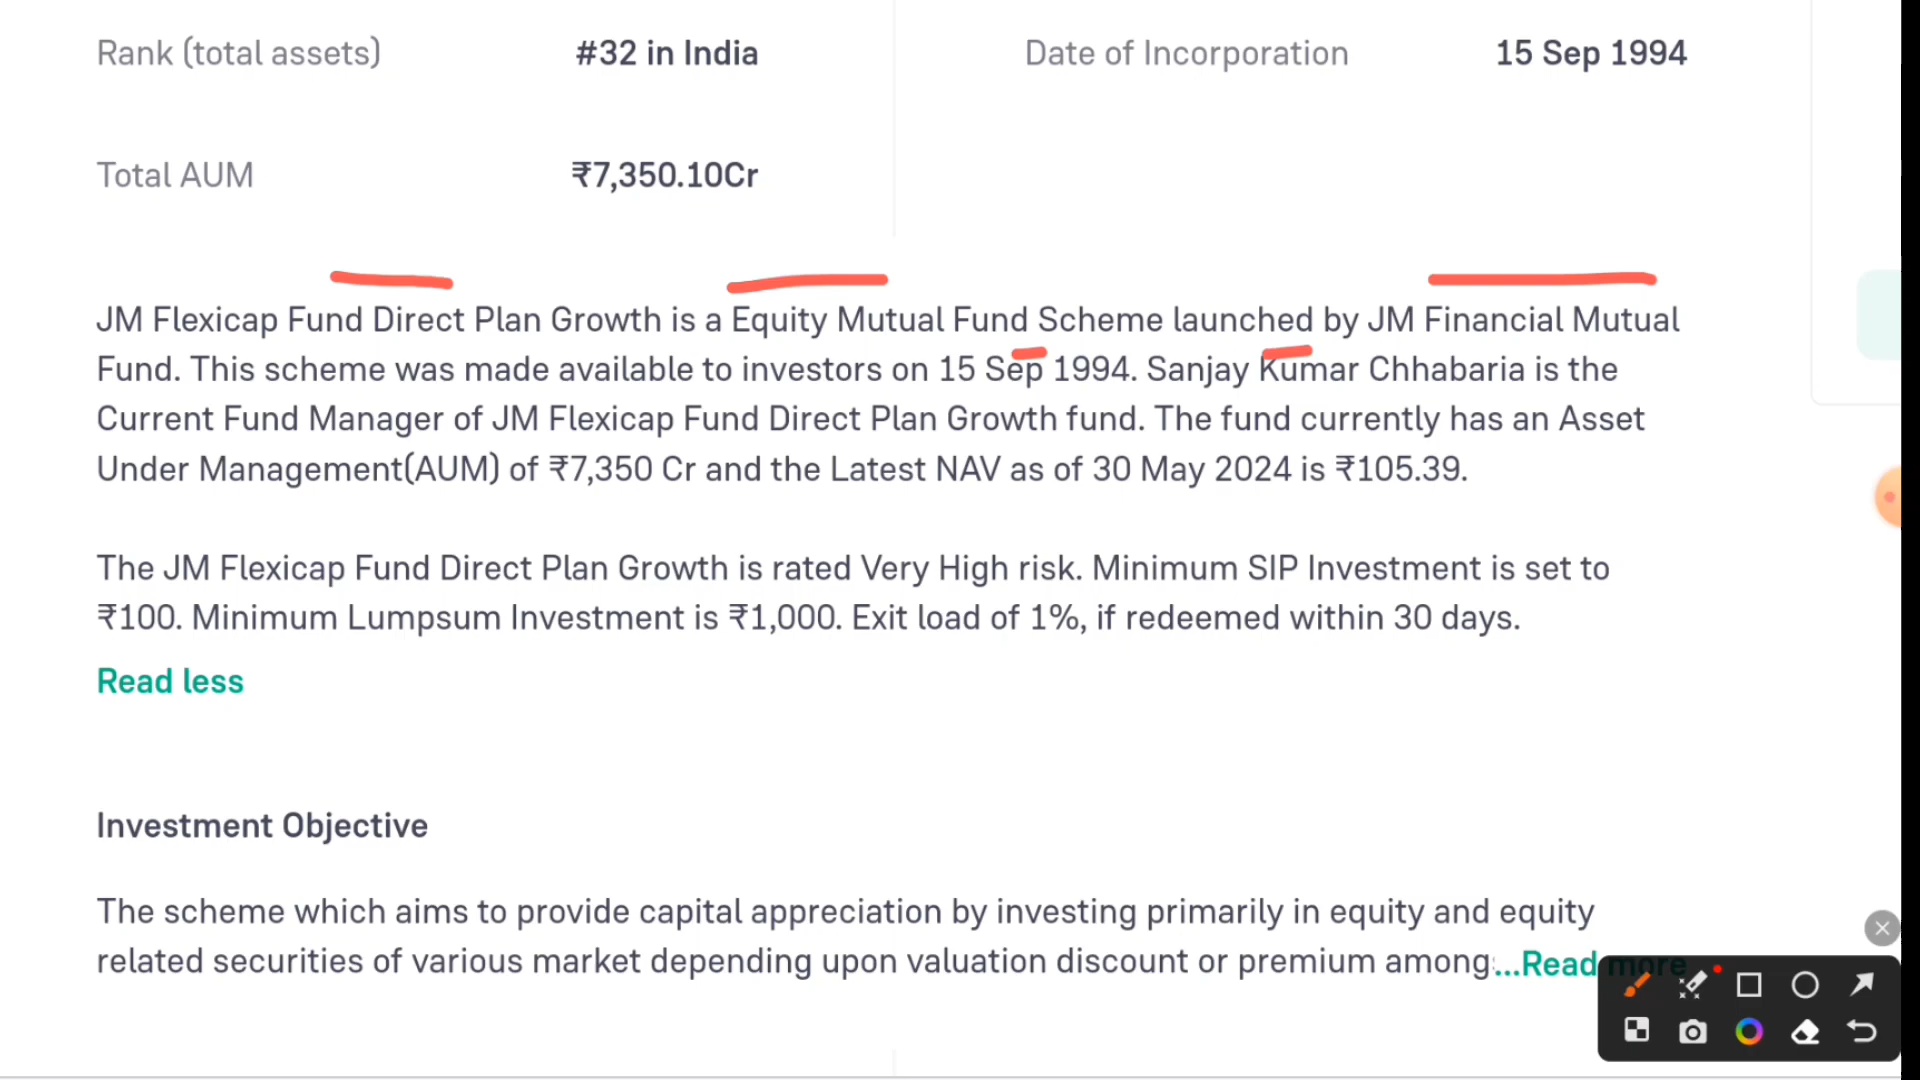 Rank (total assets) #32 in India Date of Incorporation 15 Sep 1994
Total AUM ₹7,350.10Cr
JM Flexicap Fund Direct Plan Growth is a Equity Mutual Fund Scheme launched by JM Financial Mutual
Fund. This scheme was made available to investors on 15 Sep 1994. Sanjay Kumar Chhabaria is the
Current Fund Manager of JM Flexicap Fund Direct Plan Growth fund. The fund currently has an Asset
Under Management(AUM) of ₹7,350 Cr and the Latest NAV as of 30 May 2024 is ₹105.39.
The JM Flexicap Fund Direct Plan Growth is rated Very High risk. Minimum SIP Investment is set to
₹100. Minimum Lumpsum Investment is ₹1,000. Exit load of 1%, if redeemed within 30 days.
Read less
Investment Objective
The scheme which aims to provide capital appreciation by investing primarily in equity and equity
related securities of various market depending upon valuation discount or premium among ...Read more